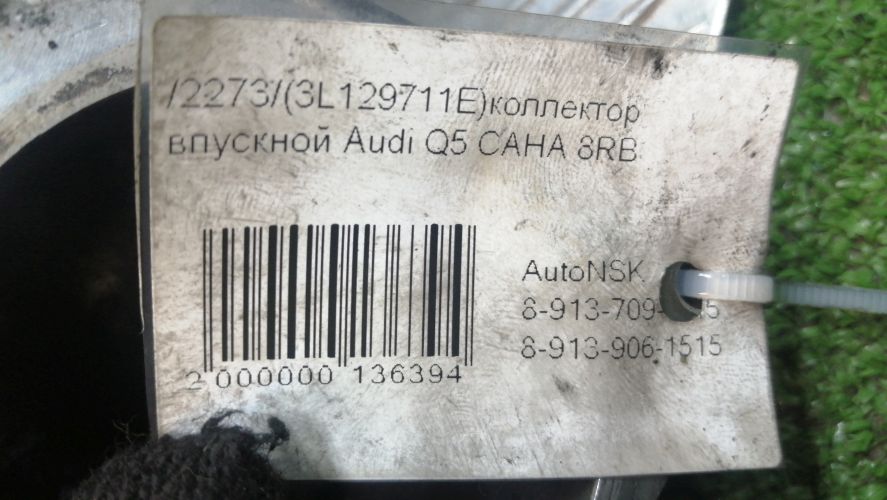 /2273/(3L129711E)коллектор
впускной Audi Q5 CAHA 8RB
AutoNSK
8-913-906-1515
2 000000 136394